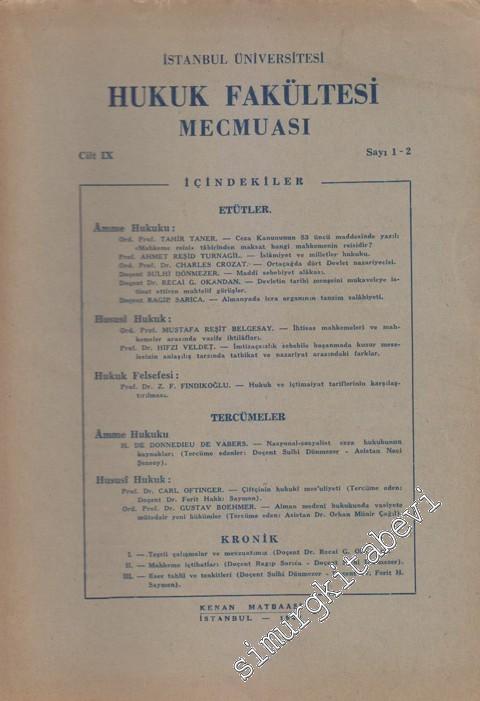 İSTANBUL ÜNİVERSİTESİ
HUKUK FAKÜLTESİ
MECMUASI
Cilt IX
Sayı 1 - 2
İÇİNDEKİLER
ETÜTLER.
Âmme Hukuku :
Ord. Prof. TAHİR TANER. — Ceza Kanununun 53 üncü maddesinde yazılı
«Mahkeme reisi» tâbirinden maksat hangi mahkemenin reisidir?
Prof. AHMET REŞİD TURNAGİL. — İslâmiyet ve milletler hukuku.
Ord. Prof. Dr. CHARLES CROZAT. — Ortaçağda dört Devlet nazariyecisi.
Doçent SULHİ DÖNMEZER. — Maddî sebebiyet alâkası.
Doçent Dr. RECAİ G. OKANDAN. — Devletin tarihî menşeini mukaveleye is-
tinat ettiren muhtelif görüşler.
Doçent RAGIP SARICA. — Almanyada icra organının tanzim salâhiyeti.
Hususî Hukuk :
Ord. Prof. MUSTAFA REŞİT BELGESAY. — İhtisas mahkemeleri ve mah-
kemeler arasında vazife ihtilâfları.
Prof. Dr. HIFZI VELDET. — İmtizaçsızlık sebebile boşanmada kusur mese-
lesinin anlaşılış tarzında tatbikat ve nazariyat arasındaki farklar.
Hukuk Felsefesi :
Prof. Dr. Z. F. FINDIKOĞLU. — Hukuk ve içtimaiyat tariflerinin karşılaş-
tırılması.
TERCÜMELER
Âmme Hukuku
H. DE DONNEDIEU DE VABERS. — Nasyonal-sosyalist ceza hukukunun
kaynakları (Tercüme edenler: Doçent Sulhi Dönmezer - Asistan Naci
Şensoy).
Hususî Hukuk :
Prof. Dr. CARL OFTINGER. — Çiftçinin hukukî mes'uliyeti (Tercüme eden:
Doçent Dr. Ferit Hakkı Saymen).
Ord. Prof. Dr. GUSTAV BOEHMER. — Alman medenî hukukunda vasiyete
mütedair yeni hükümler (Tercüme eden: Asistan Dr. Orhan Münir Çağıl).
KRONİK
I. — Teşriî çalışmalar ve mevzuatımız (Doçent Dr. Recai G.
II. — Mahkeme içtihatları (Doçent Ragıp Sarıca - Doçent
III. — Eser tahlil ve tenkitleri (Doçent Sulhi Dönmezer - Ferit H.
Saymen).
KENAN MATBAASI
İSTANBUL —
simurgkitabevi